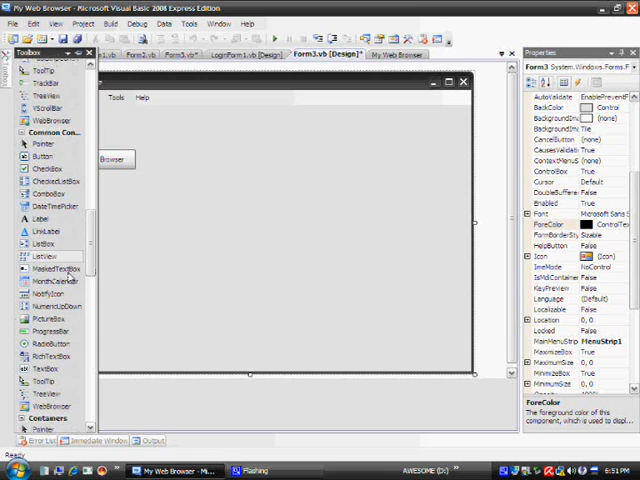 My Web Browser - Microsoft Visual Basic 2008 Express Edition
File Edit View Project Build Debug Data Tools Window Help
Toolbox
Form2.vb Form3.vb* LoginForm1.vb [Design] Form3.vb [Design]* My Web Browser
Toolbox
ToolTip
TrackBar
TreeView
VScrollBar
WebBrowser
Common Con...
Pointer
Button
CheckBox
CheckedListBox
ComboBox
DateTimePicker
Label
LinkLabel
ListBox
ListView
MaskedTextBox
MonthCalendar
NotifyIcon
NumericUpDown
PictureBox
ProgressBar
RadioButton
RichTextBox
TextBox
ToolTip
TreeView
WebBrowser
Containers
Pointer
Tools Help
Browser
Properties
Form3 System.Windows.Forms.F
AutoValidate EnablePreventF
BackColor Control
BackgroundIma (none)
BackgroundIma Tile
CancelButton (none)
CausesValidati True
ContextMenuS (none)
ControlBox True
Cursor Default
DoubleBuffere False
Enabled True
Font Microsoft Sans S
ForeColor ControlText
FormBorderSty Sizable
HelpButton False
Icon (Icon)
ImeMode NoControl
IsMdiContainer False
KeyPreview False
Language (Default)
Localizable False
Location 0, 0
Locked False
MainMenuStrip MenuStrip1
MaximizeBox True
MaximumSize 0, 0
MinimizeBox True
MinimumSize 0, 0
ForeColor
The foreground color of this component, which is used to displ...
Error List Immediate Window Output
Ready
Start My Web Browser - Mi... Flashing AWESOME (D:) 6:51 PM